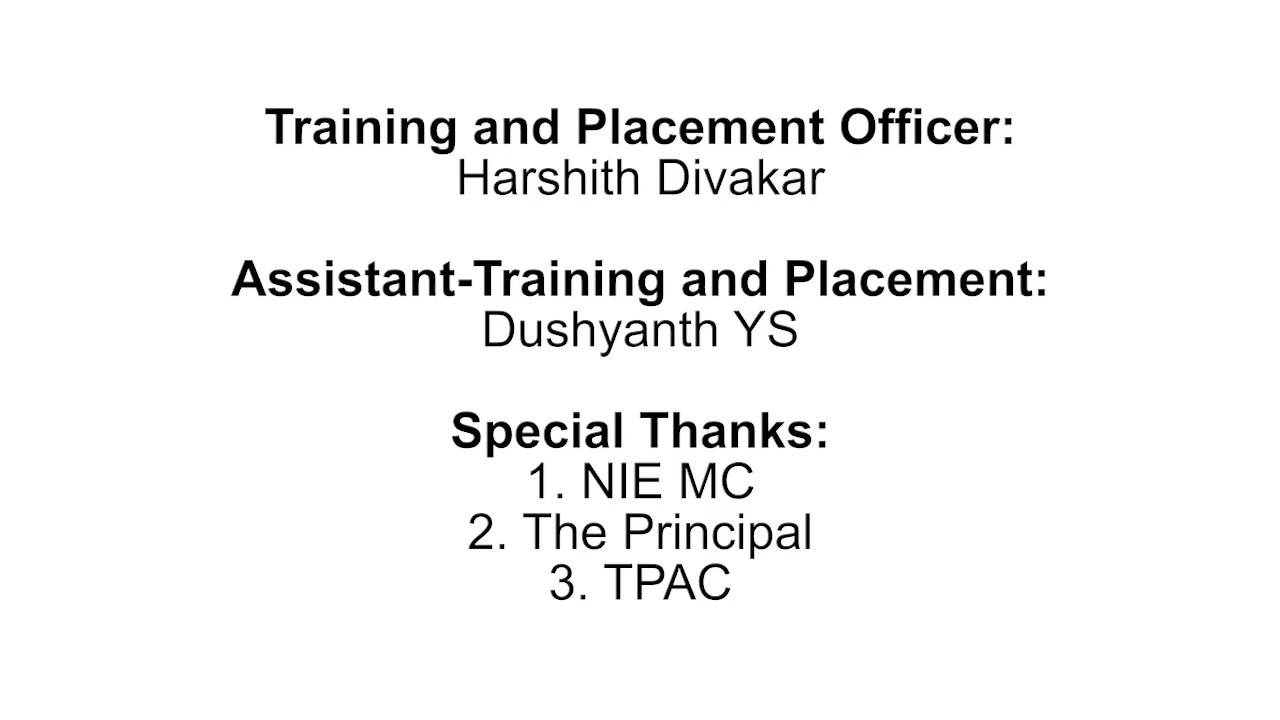 Training and Placement Officer:
Harshith Divakar
Assistant-Training and Placement:
Dushyanth YS
Special Thanks:
1. NIE MC
2. The Principal
3. TPAC